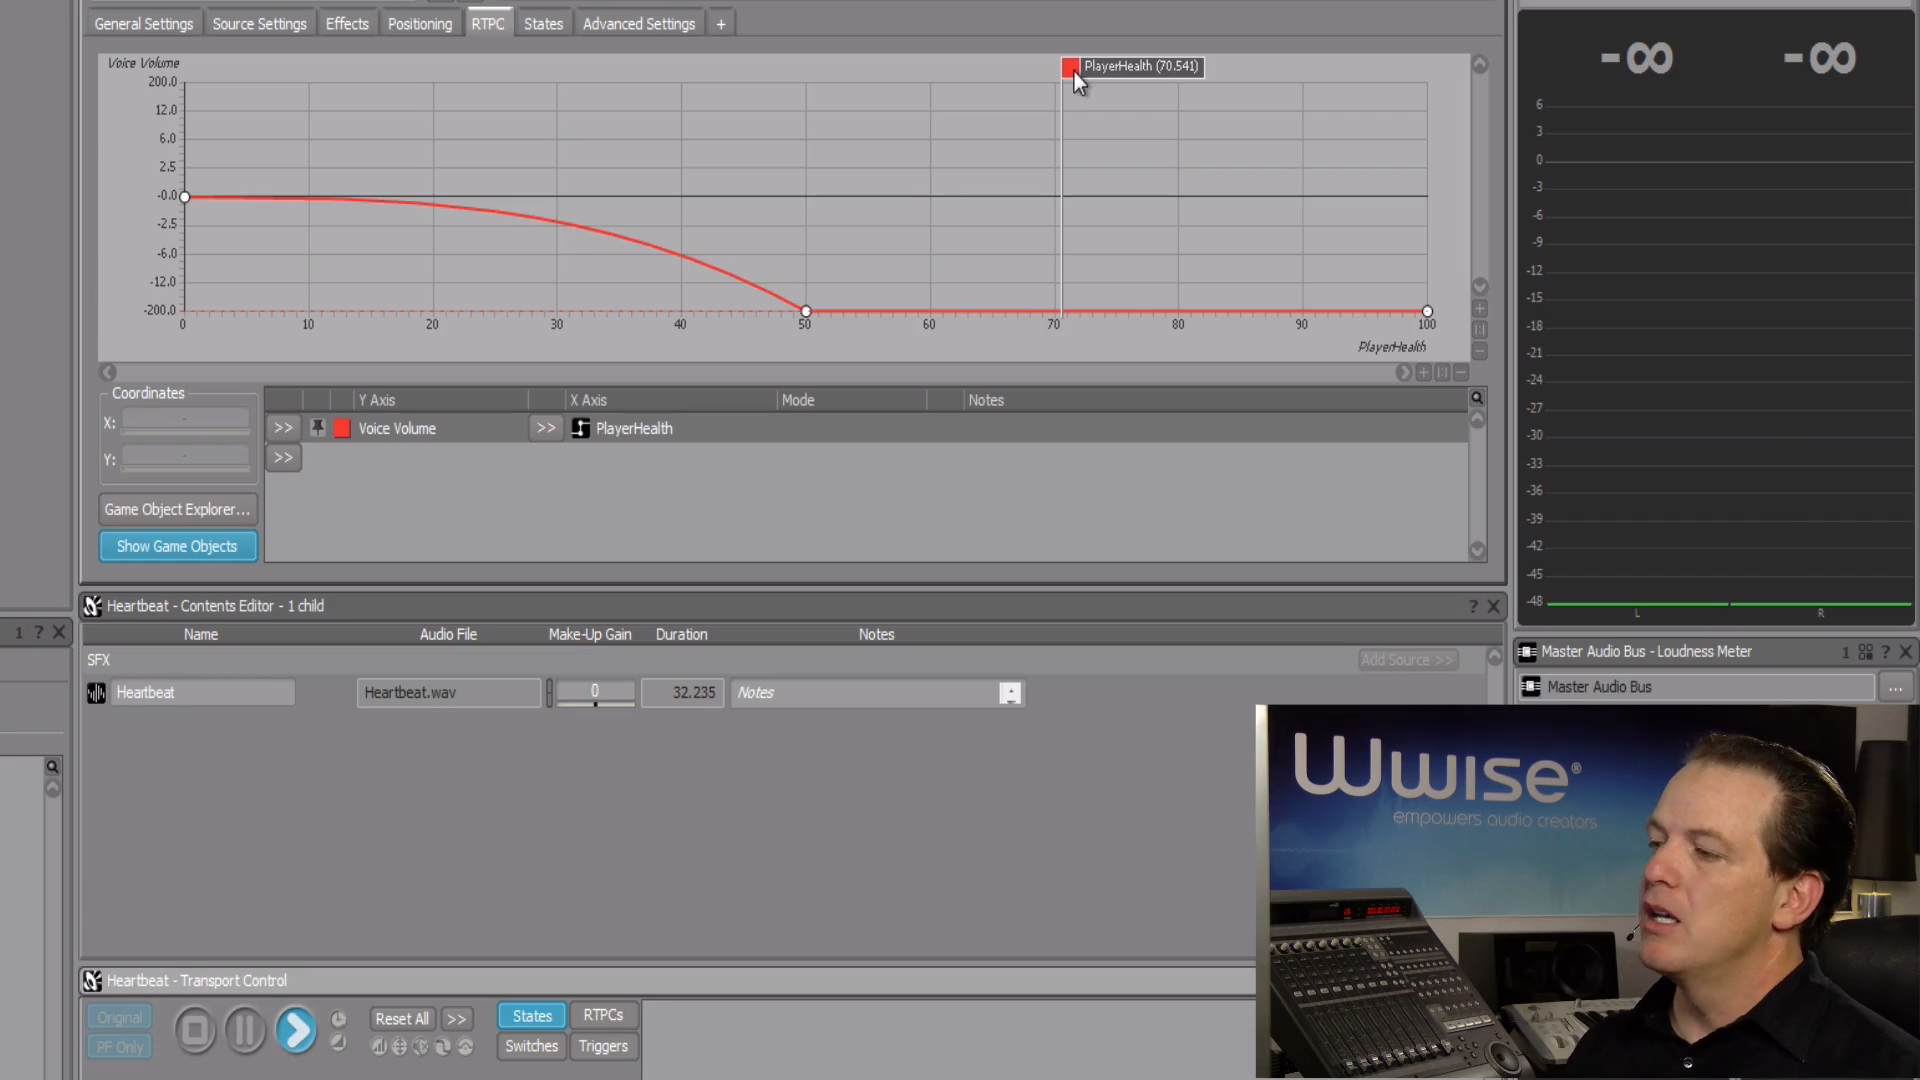 General Settings
Source Settings
Effects
Positioning
RTPC
States
Advanced Settings
+
Voice Volume
PlayerHealth (70.541)
200.0
12.0
6.0
2.5
-0.0
-2.5
-6.0
-12.0
-200.0
0
10
20
30
40
50
60
70
80
90
100
PlayerHealth
Coordinates
X:
-
Y:
-
Y Axis
X Axis
Mode
Notes
>>
Voice Volume
>>
PlayerHealth
>>
Game Object Explorer...
Show Game Objects
-∞
-∞
6
3
0
-3
-6
-9
-12
-15
-18
-21
-24
-27
-30
-33
-36
-39
-42
-45
-48
L
R
1 ?
Heartbeat - Contents Editor - 1 child
?
Name
Audio File
Make-Up Gain
Duration
Notes
SFX
Add Source >>
Heartbeat
Heartbeat.wav
0
32.235
Notes
Master Audio Bus - Loudness Meter
1
?
Master Audio Bus
...
Wwise®
empowers audio creators
Heartbeat - Transport Control
Original
PF Only
Reset All
>>
States
RTPCs
Switches
Triggers